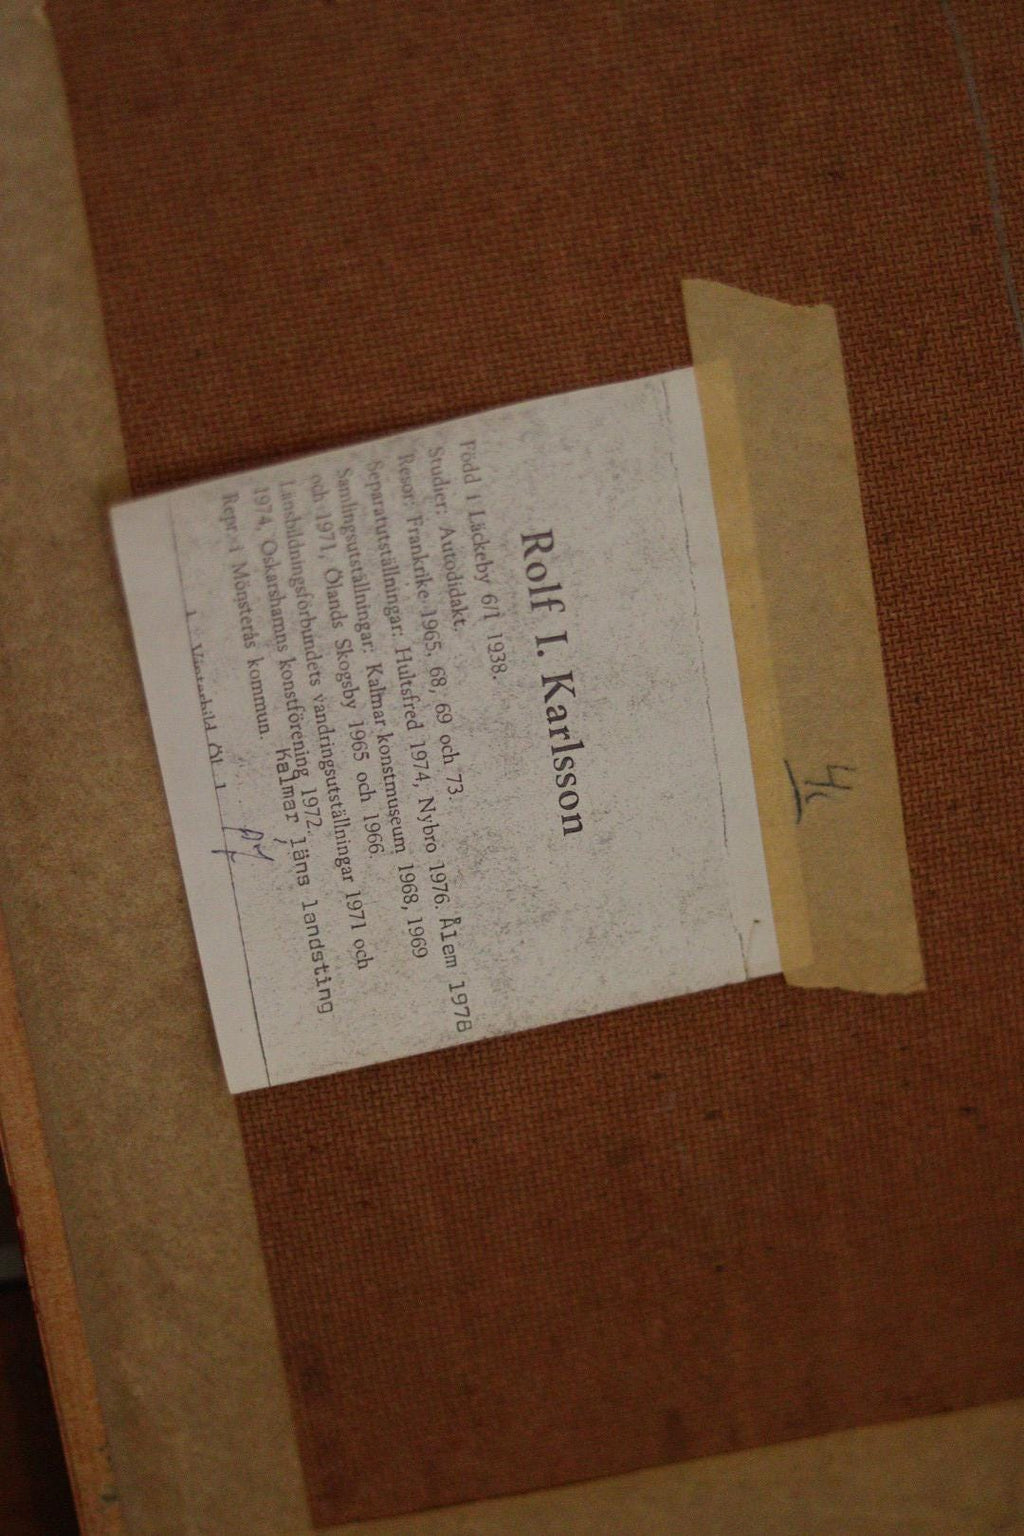 Rolf I. Karlsson
Född i Läckeby 6/1 1938.
Studier: Autodidakt.
Resor: Frankrike 1965, 68, 69 och 73.
Separatutställningar: Hultsfred 1974, Nybro 1976. Ålem 1978
Samlingsutställningar: Kalmar konstmuseum 1968, 1969
och 1971, Ölands Skogsby 1965 och 1966.
Länsbildningsförbundets vandringsutställningar 1971 och
1974, Oskarshamns konstförening 1972.
Repr. i Mönsterås kommun. Kalmar läns landsting